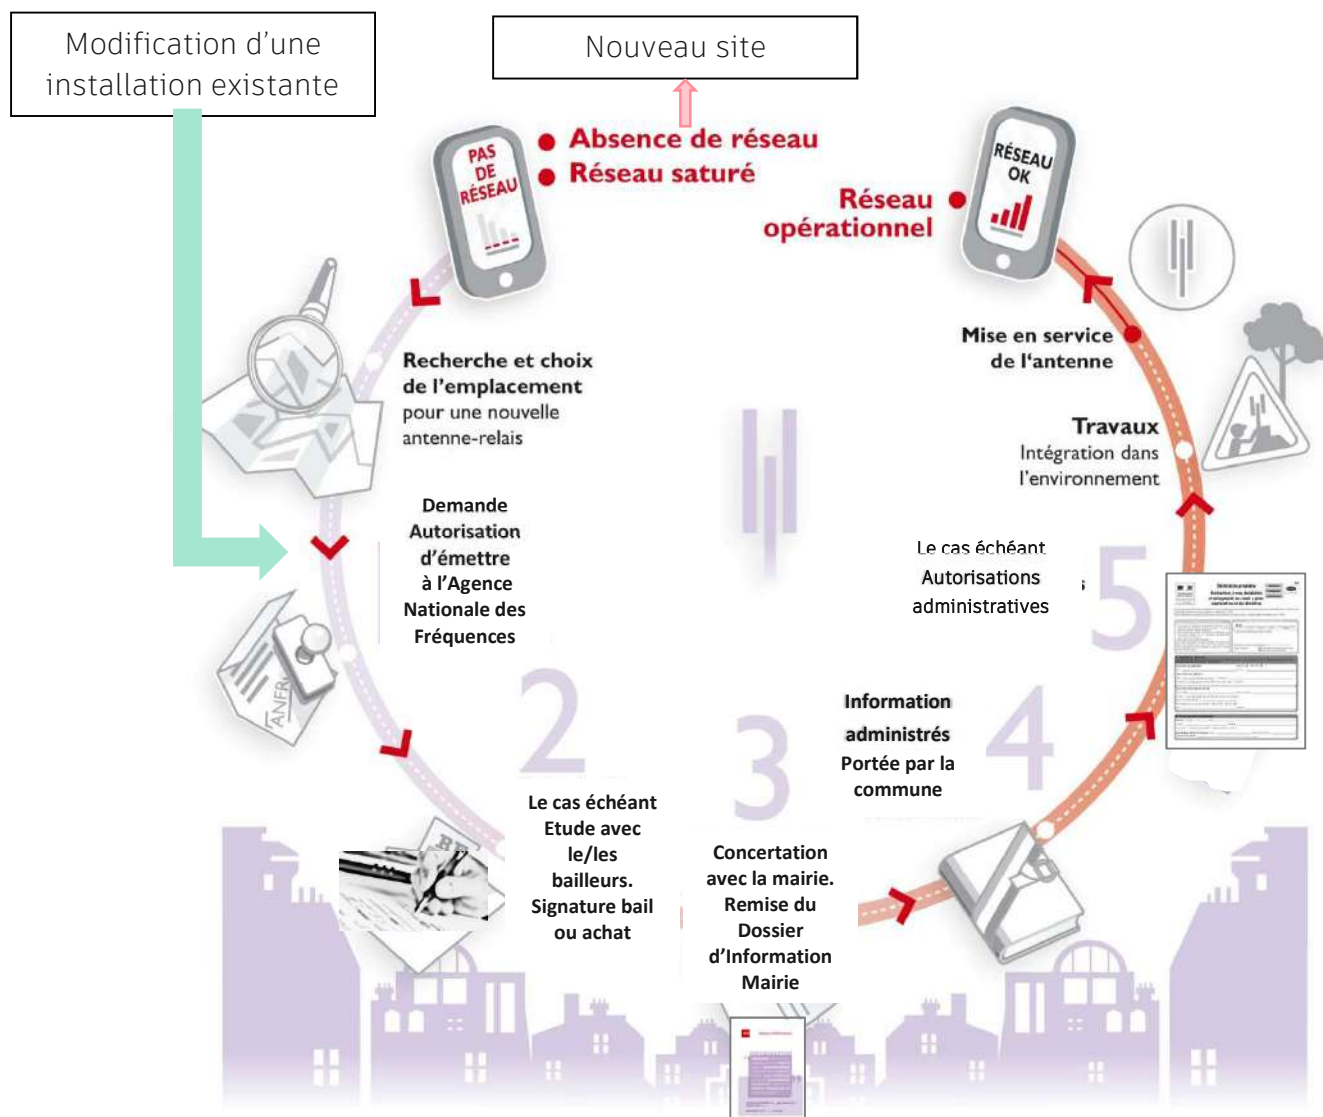 Modification d'une
installation existante
Nouveau site
Absence de réseau
Réseau saturé
PAS
DE
RÉSEAU
RÉSEAU
OK
Réseau
opérationnel
Recherche et choix
de l'emplacement
pour une nouvelle
antenne-relais
Mise en service
de l'antenne
Travaux
Intégration dans
l'environnement
Demande
Autorisation
d'émettre
à l'Agence
Nationale des
Fréquences
ANFR
Le cas échéant
Autorisations
administratives
5
2
Le cas échéant
Etude avec
le/les
bailleurs.
Signature bail
ou achat
3
Concertation
avec la mairie.
Remise du
Dossier
d'Information
Mairie
4
Information
administrés
Portée par la
commune